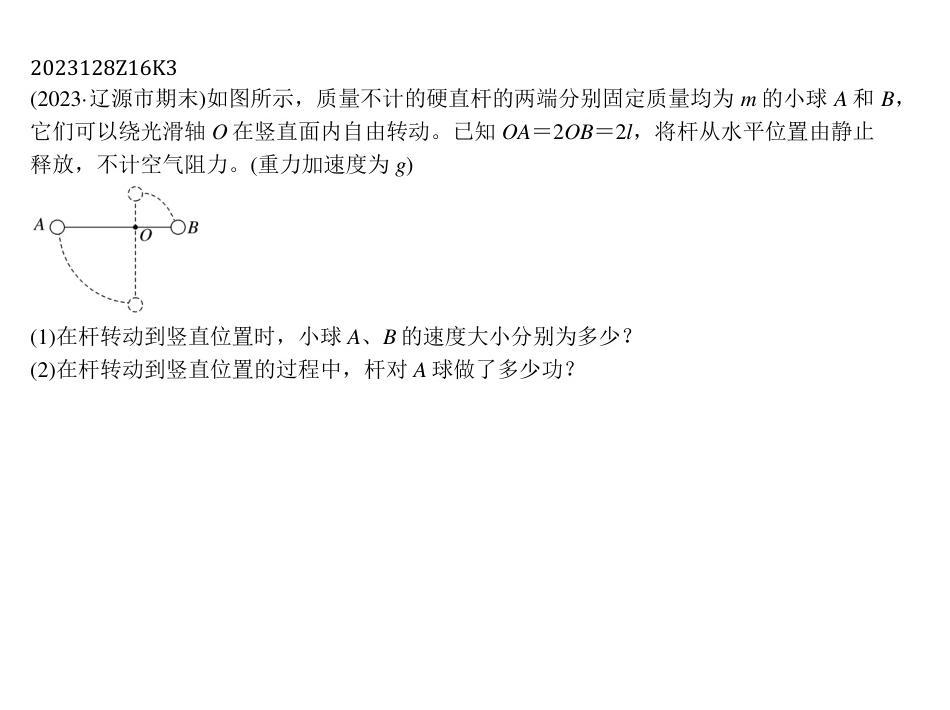 2023128Z16K3
(2023·辽源市期末)如图所示，质量不计的硬直杆的两端分别固定质量均为 m 的小球 A 和 B，
它们可以绕光滑轴 O 在竖直面内自由转动。已知 OA＝2OB＝2l，将杆从水平位置由静止
释放，不计空气阻力。(重力加速度为 g)
A
O
B
(1)在杆转动到竖直位置时，小球 A、B 的速度大小分别为多少？
(2)在杆转动到竖直位置的过程中，杆对 A 球做了多少功？